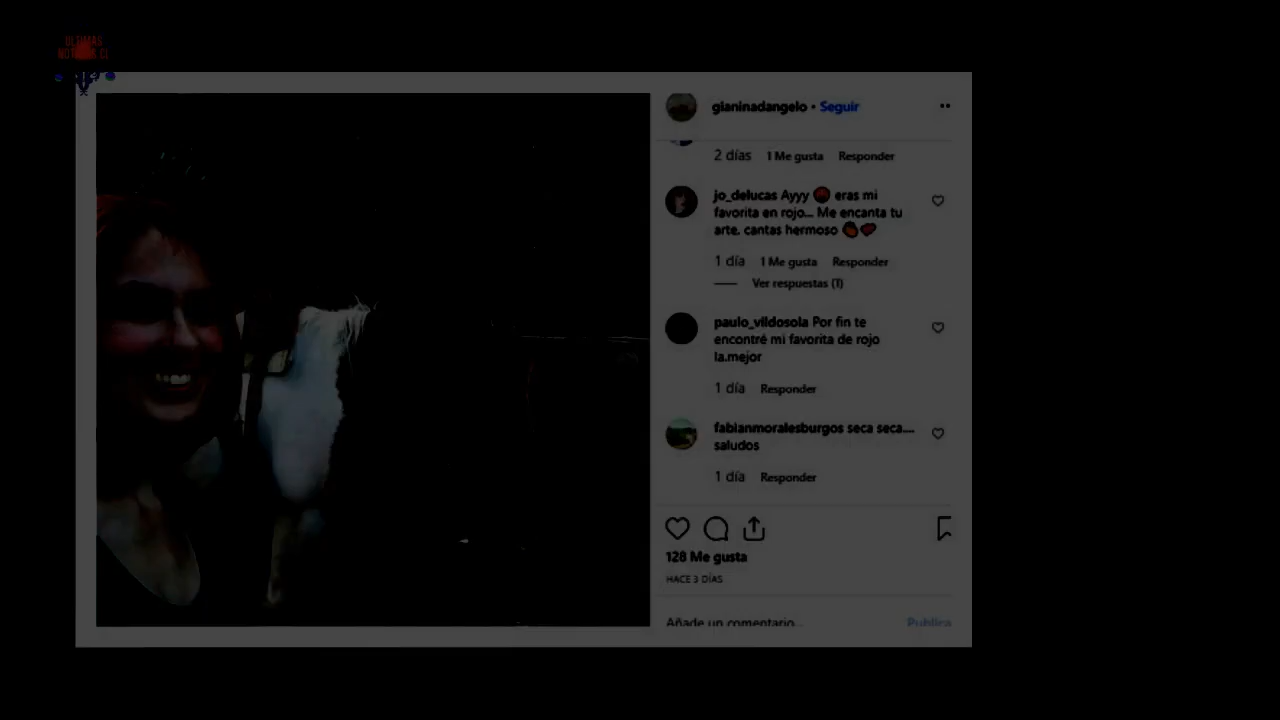 ULTIMAS
gianinadangelo • Seguir
2 días 1 Me gusta Responder
jo_delucas Ayyy 😡 eras mi
favorita en rojo... Me encanta tu
arte. cantas hermoso 👏❤️
1 día 1 Me gusta Responder
Ver respuestas (1)
paulo_vildosola Por fin te
encontré mi favorita de rojo
la.mejor
1 día Responder
fabianmoralesburgos seca seca....
saludos
1 día Responder
128 Me gusta
HACE 3 DÍAS
Añade un comentario...
Publica